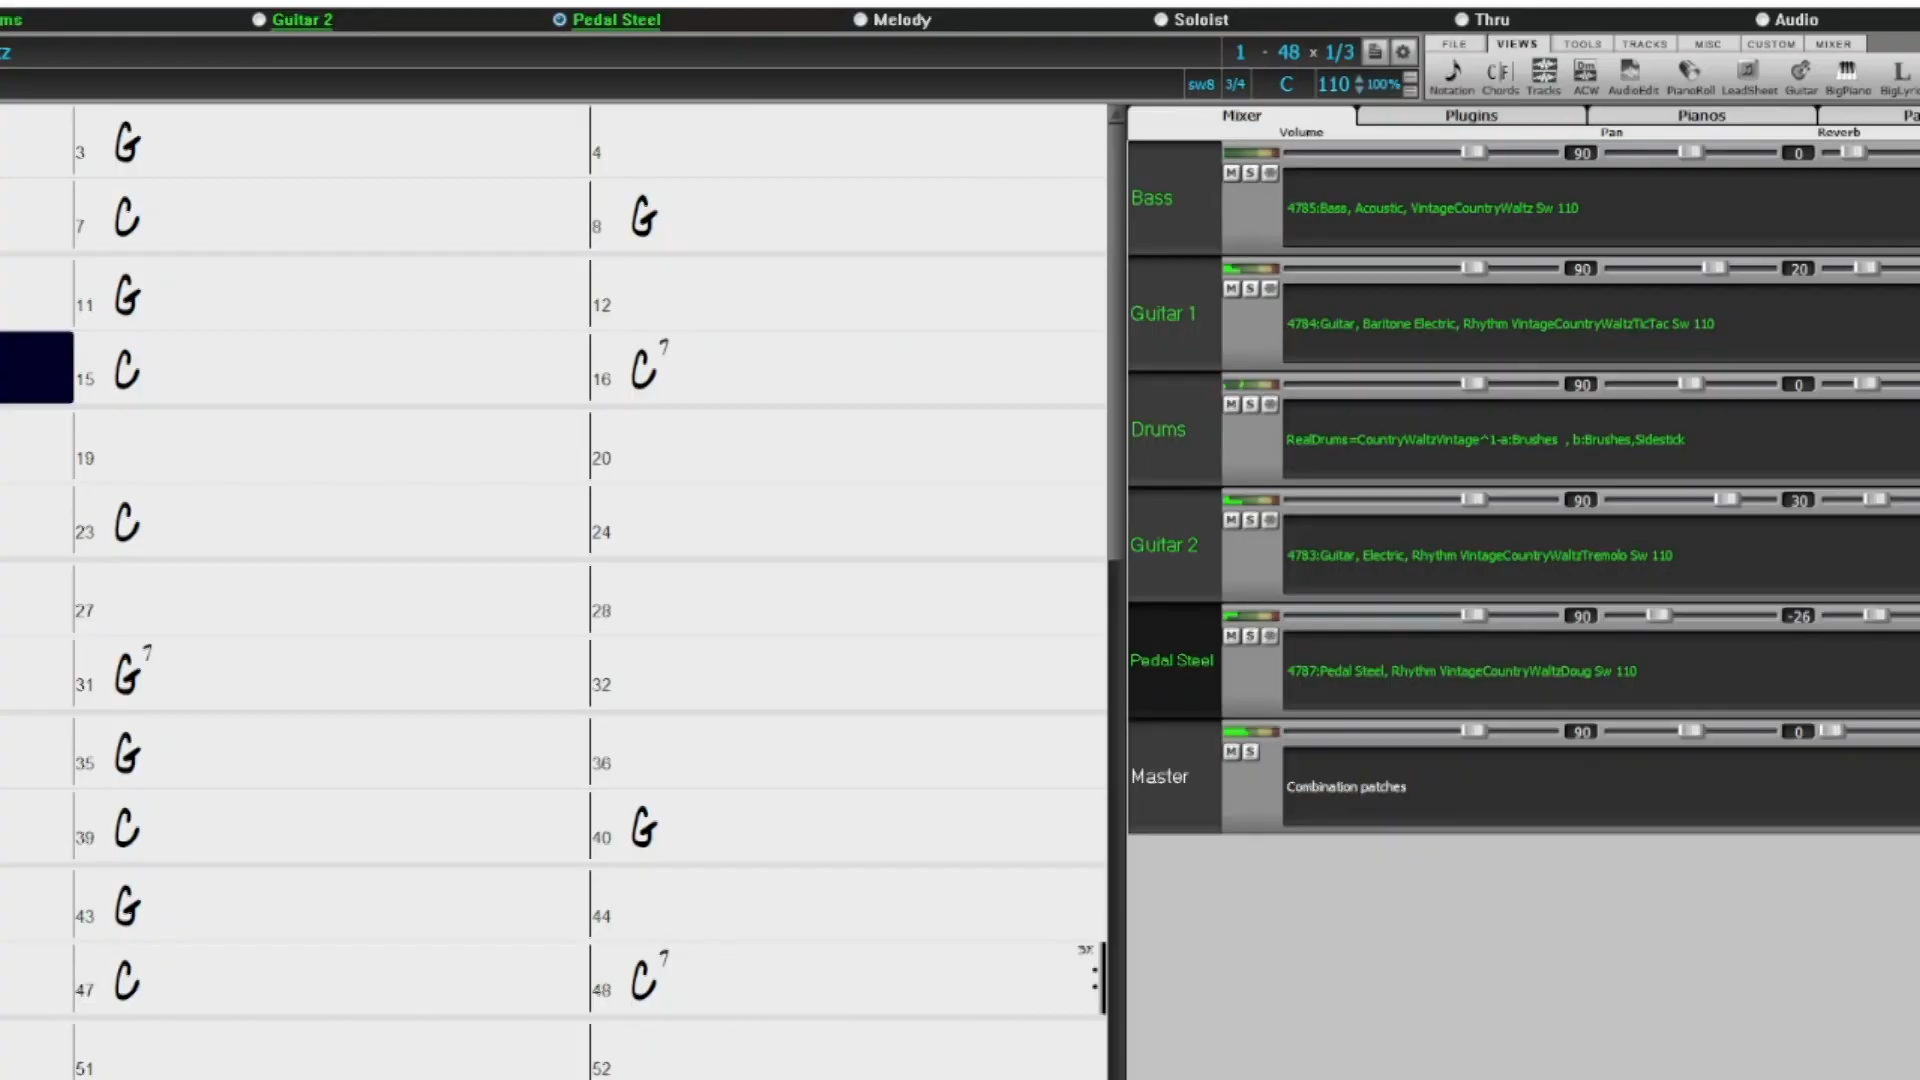 ms Guitar 2 Pedal Steel Melody Soloist Thru Audio
tz 1 - 48 x 1/3 FILE VIEWS TOOLS TRACKS MISC CUSTOM MIXER
sw8 3/4 C 110 100% Notation Chords Tracks ACW AudioEdit PianoRoll LeadSheet Guitar BigPiano BigLyric
Mixer Plugins Pianos Pa
Volume Pan Reverb
Bass
90 0
M S
4785:Bass, Acoustic, VintageCountryWaltz Sw 110
Guitar 1
90 20
M S
4784:Guitar, Baritone Electric, Rhythm VintageCountryWaltzTicTac Sw 110
Drums
90 0
M S
RealDrums=CountryWaltzVintage^1-a:Brushes , b:Brushes,Sidestick
Guitar 2
90 30
M S
4783:Guitar, Electric, Rhythm VintageCountryWaltzTremolo Sw 110
Pedal Steel
90 -26
M S
4787:Pedal Steel, Rhythm VintageCountryWaltzDoug Sw 110
Master
90 0
M S
Combination patches
3 G 4
7 C 8 G
11 G 12
15 C 16 C7
19 20
23 C 24
27 28
31 G7 32
35 G 36
39 C 40 G
43 G 44
47 C 48 C7 3x
51 52